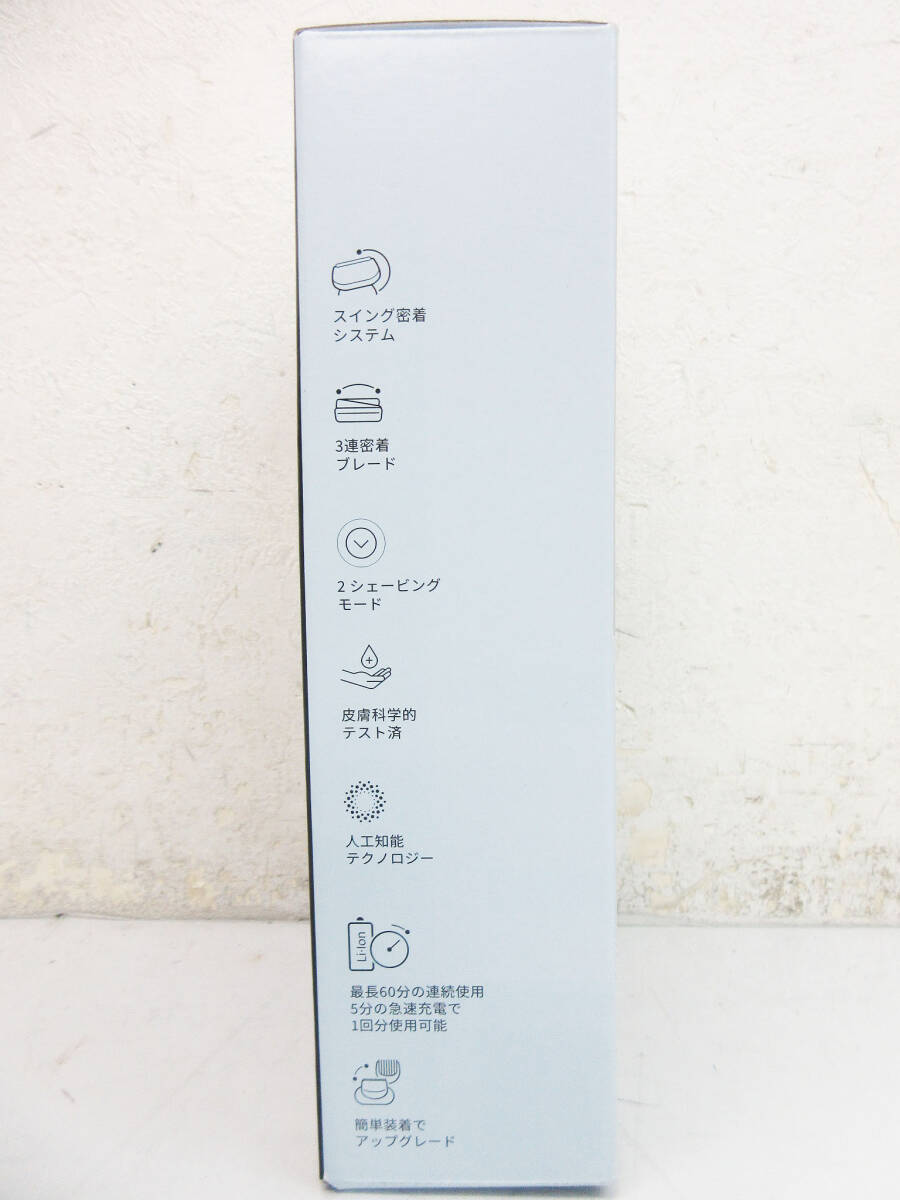 スイング密着
システム
3連密着
ブレード
2 シェービング
モード
皮膚科学的
テスト済
人工知能
テクノロジー
Li-Ion
最長60分の連続使用
5分の急速充電で
1回分使用可能
簡単装着で
アップグレード